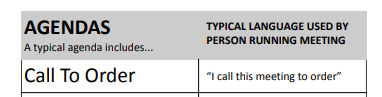 AGENDAS
A typical agenda includes...
TYPICAL LANGUAGE USED BY
PERSON RUNNING MEETING
Call To Order
“I call this meeting to order”